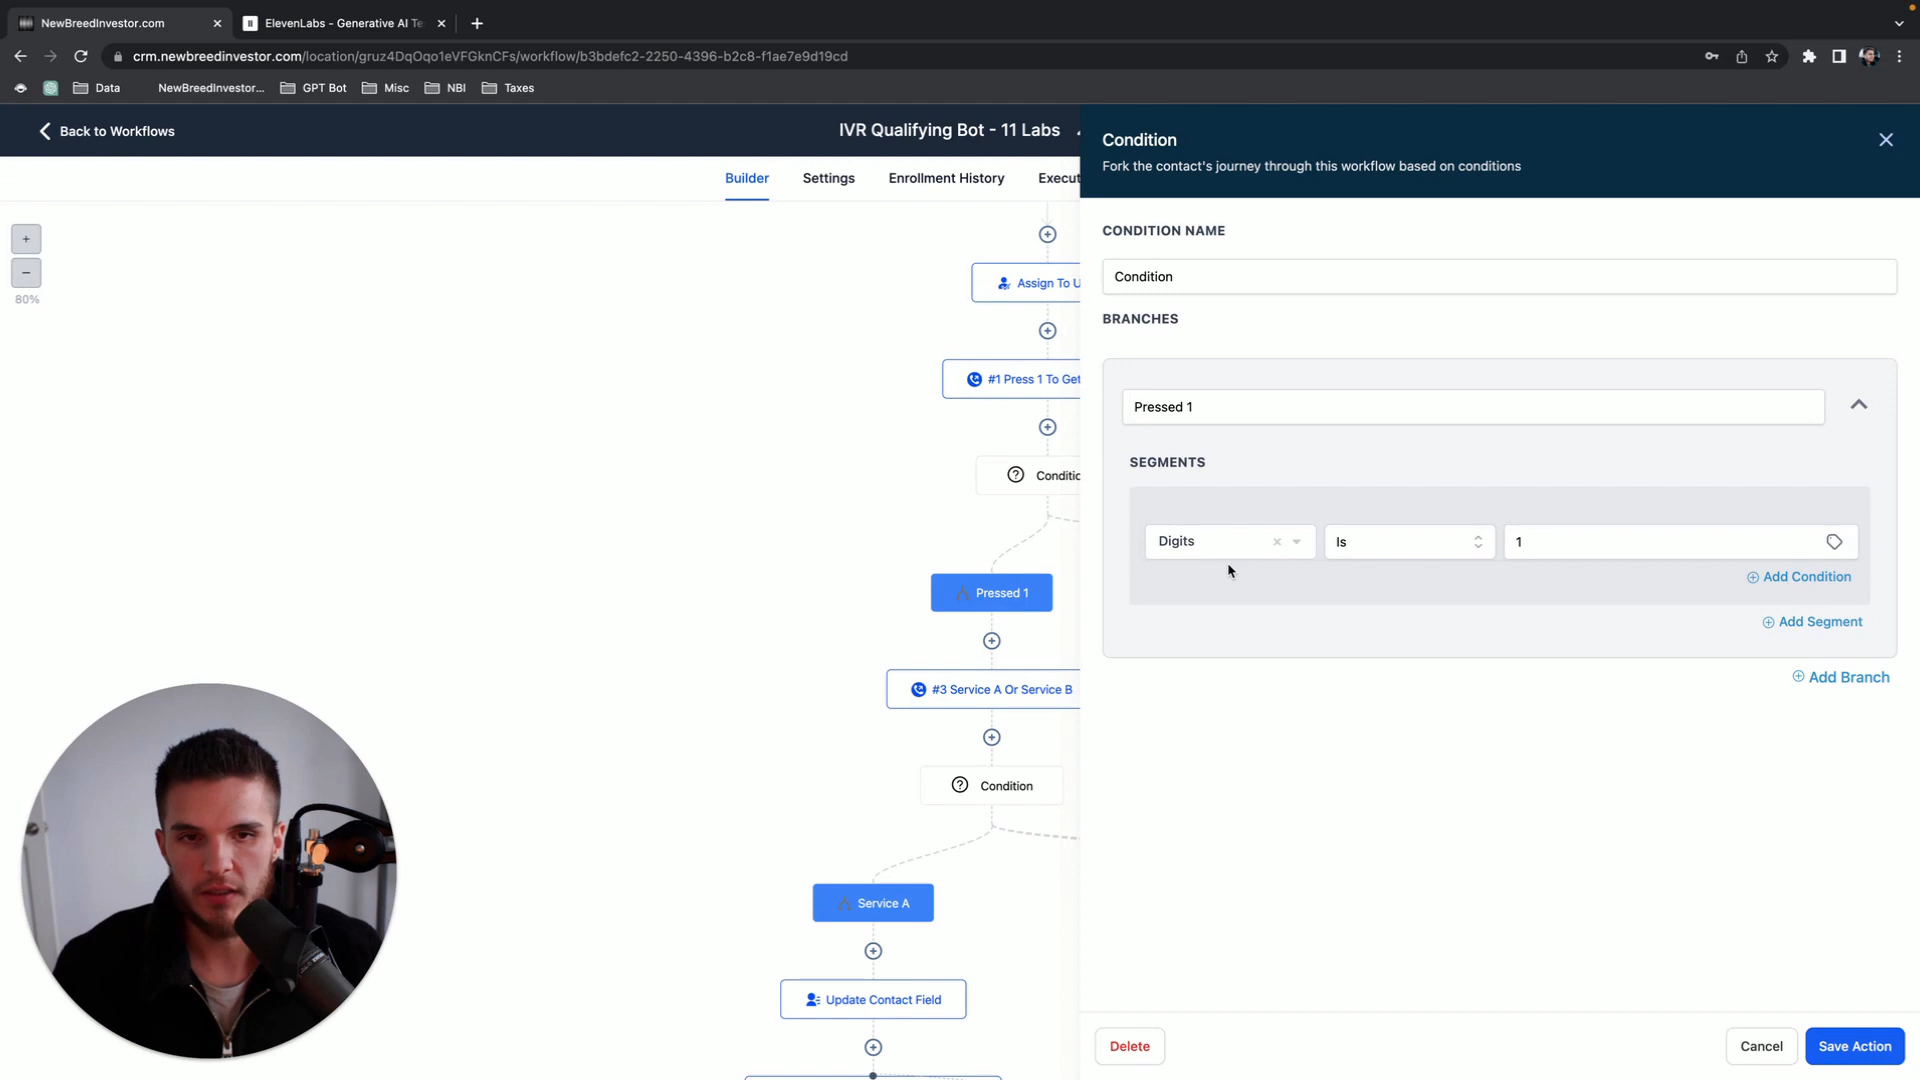 NewBreedInvestor.com
ElevenLabs - Generative AI Te
crm.newbreedinvestor.com/location/gruz4DqOqo1eVFGknCFs/workflow/b3bdefc2-2250-4396-b2c8-f1ae7e9d19cd
Data
NewBreedInvestor...
GPT Bot
Misc
NBI
Taxes
Back to Workflows
IVR Qualifying Bot - 11 Labs
Builder
Settings
Enrollment History
Execut
80%
Assign To U
#1 Press 1 To Get
Conditio
Pressed 1
#3 Service A Or Service B
Condition
Service A
Update Contact Field
Condition
Fork the contact's journey through this workflow based on conditions
CONDITION NAME
Condition
BRANCHES
Pressed 1
SEGMENTS
Digits
Is
1
Add Condition
Add Segment
Add Branch
Delete
Cancel
Save Action